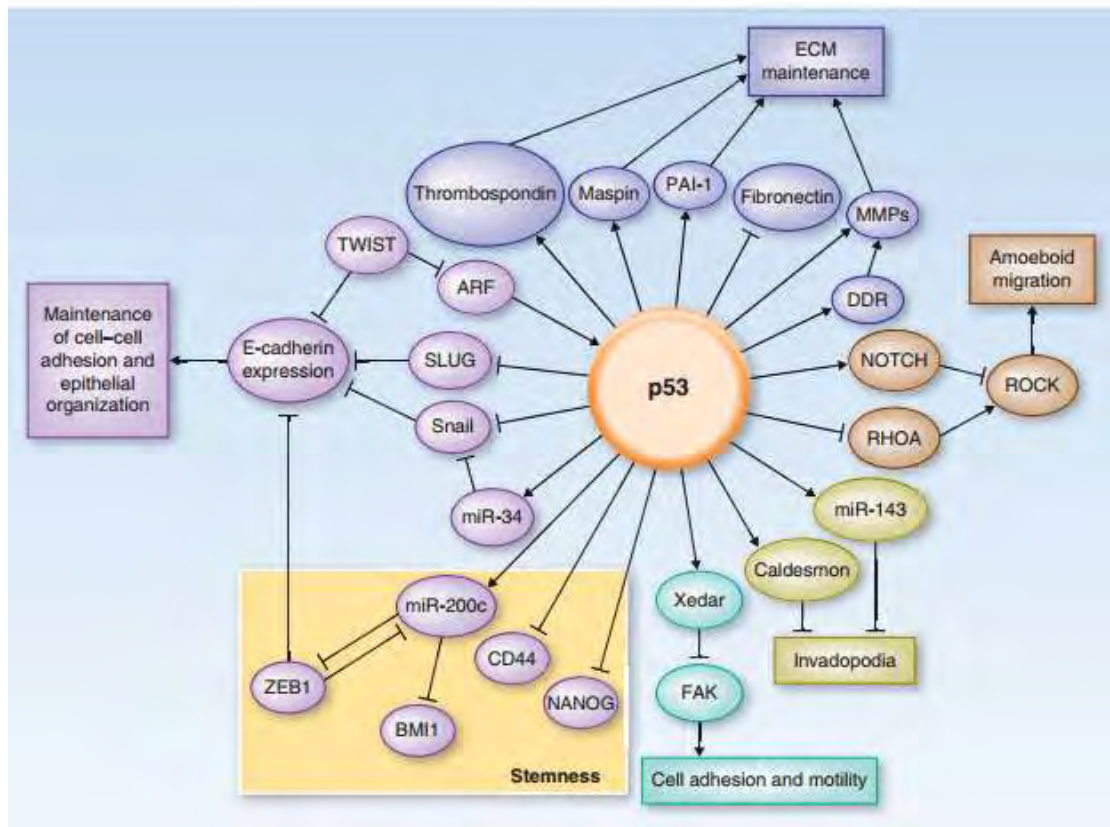 ECM
maintenance
Thrombospondin
Maspin
PAI-1
Fibronectin
MMPs
TWIST
ARF
DDR
Amoeboid
migration
Maintenance
of cell–cell
adhesion and
epithelial
organization
E-cadherin
expression
SLUG
Snail
miR-34
p53
NOTCH
RHOA
ROCK
miR-143
Caldesmon
Invadopodia
Xedar
FAK
Cell adhesion and motility
miR-200c
ZEB1
BMI1
CD44
NANOG
Stemness